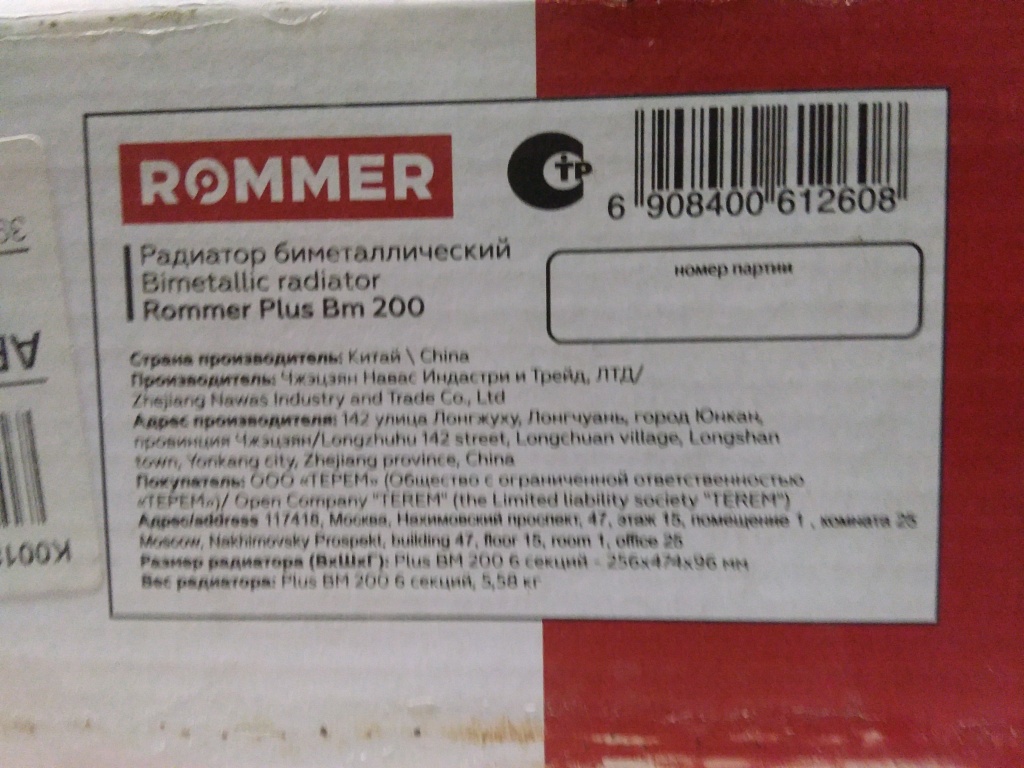 ROMMER
Радиатор биметаллический
Bimetallic radiator
Rommer Plus Bm 200
тр
6 908400 612608
номер партии
Страна производитель: Китай \ China
Производитель: Чжэцзян Навас Индастри и Трейд, ЛТД/
Zhejiang Nawas Industry and Trade Co., Ltd
Адрес производителя: 142 улица Лонгжуху, Лонгчуань, город Юнкан,
провинция Чжэцзян/Longzhuhu 142 street, Longchuan village, Longshan
town, Yonkang city, Zhejiang province, China
Покупатель: ООО «ТЕРЕМ» (Общество с ограниченной ответственностью
«ТЕРЕМ»)/ Open Company "TEREM" (the Limited liability society "TEREM")
Адрес/address 117418, Москва, Нахимовский проспект, 47, этаж 15, помещение 1 , комната 25
Moscow, Nakhimovsky Prospekt, building 47, floor 15, room 1, office 25
Размер радиатора (ВхШхГ): Plus BM 200 6 секций - 256х474х96 мм
Вес радиатора: Plus BM 200 6 секций, 5,58 кг